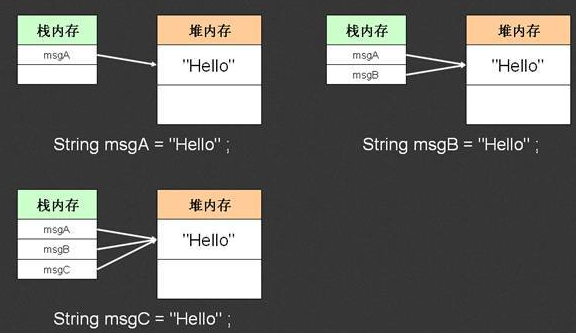 栈内存
堆内存
msgA
"Hello"
String msgA = "Hello" ;
栈内存
堆内存
msgA
msgB
"Hello"
String msgB = "Hello" ;
栈内存
堆内存
msgA
msgB
msgC
"Hello"
String msgC = "Hello" ;